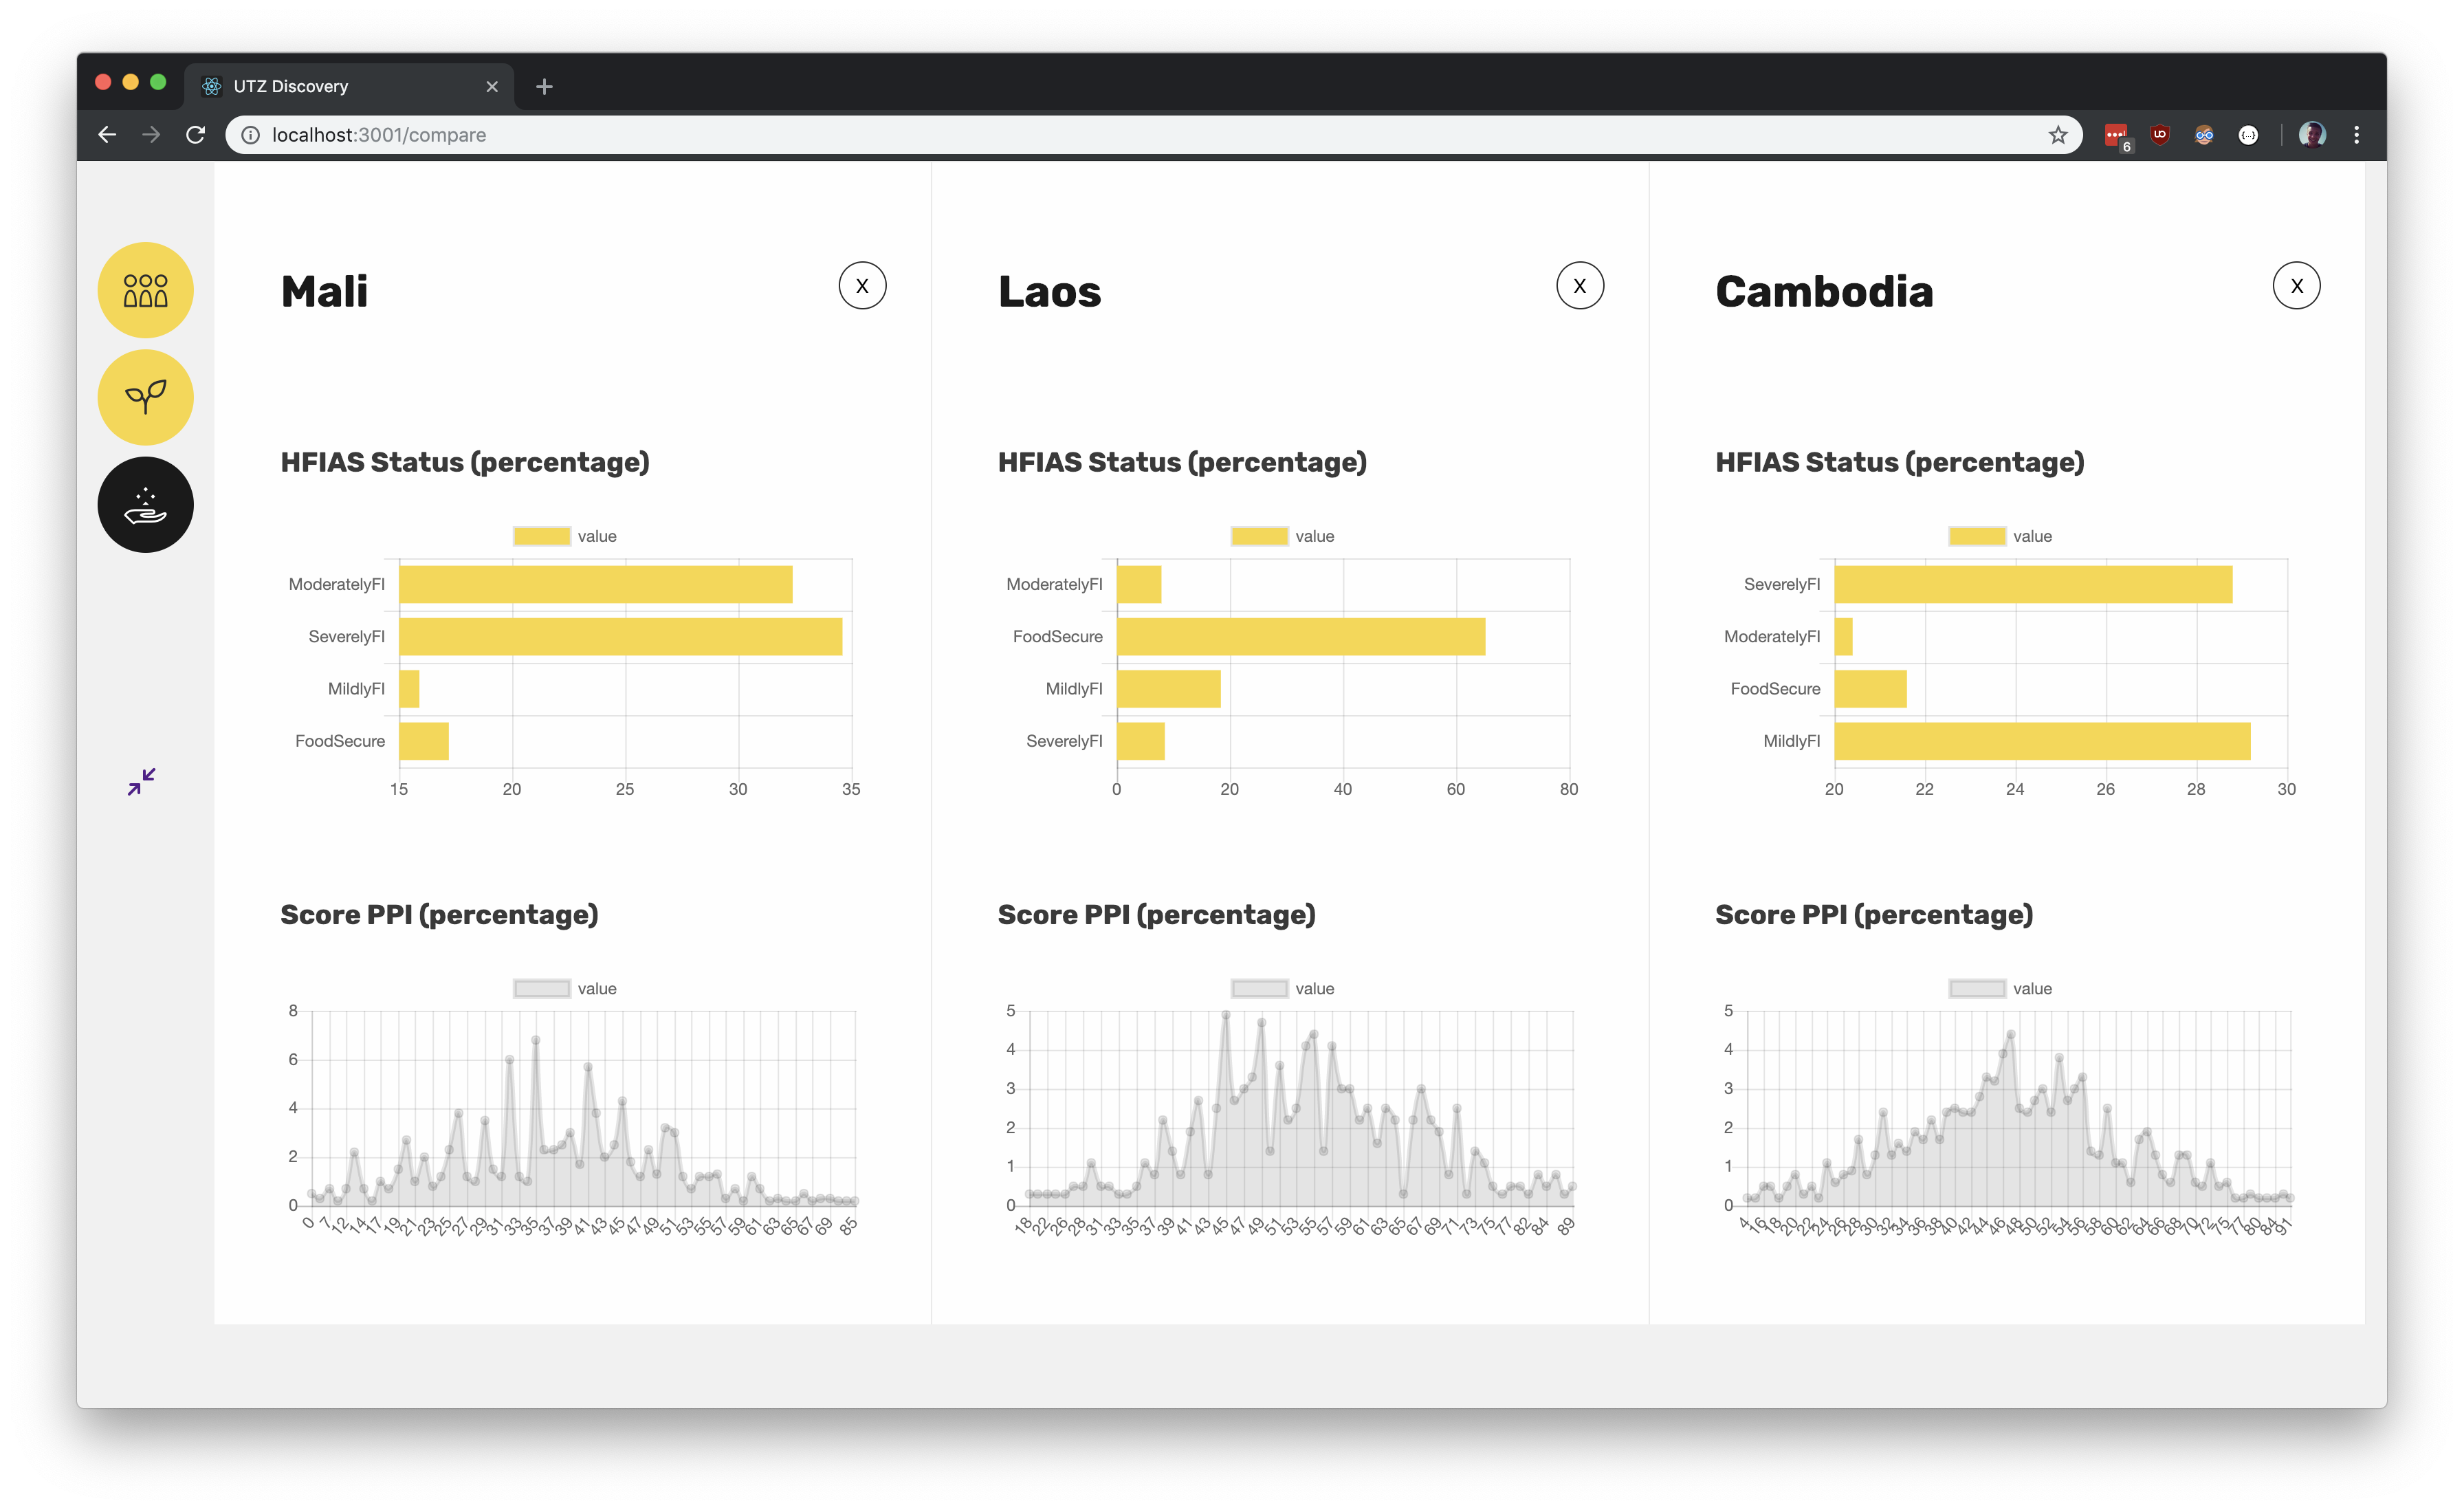 UTZ Discovery
localhost:3001/compare
6
Mali
X
HFIAS Status (percentage)
value
ModeratelyFI
SeverelyFI
MildlyFI
FoodSecure
15 20 25 30 35
Score PPI (percentage)
value
8
6
4
2
0
0 7 12 14 17 19 21 23 25 27 29 31 33 35 37 39 41 43 45 47 49 51 53 55 57 59 61 63 65 67 69 85
Laos
X
HFIAS Status (percentage)
value
ModeratelyFI
FoodSecure
MildlyFI
SeverelyFI
0 20 40 60 80
Score PPI (percentage)
value
5
4
3
2
1
0
18 22 26 28 31 33 35 37 39 41 43 45 47 49 51 53 55 57 59 61 63 65 67 69 71 73 75 77 82 84 89
Cambodia
X
HFIAS Status (percentage)
value
SeverelyFI
ModeratelyFI
FoodSecure
MildlyFI
20 22 24 26 28 30
Score PPI (percentage)
value
5
4
3
2
1
0
4 16 18 20 22 24 26 28 30 32 34 36 38 40 42 44 46 48 50 52 54 56 58 60 62 64 66 68 70 72 75 77 80 84 91